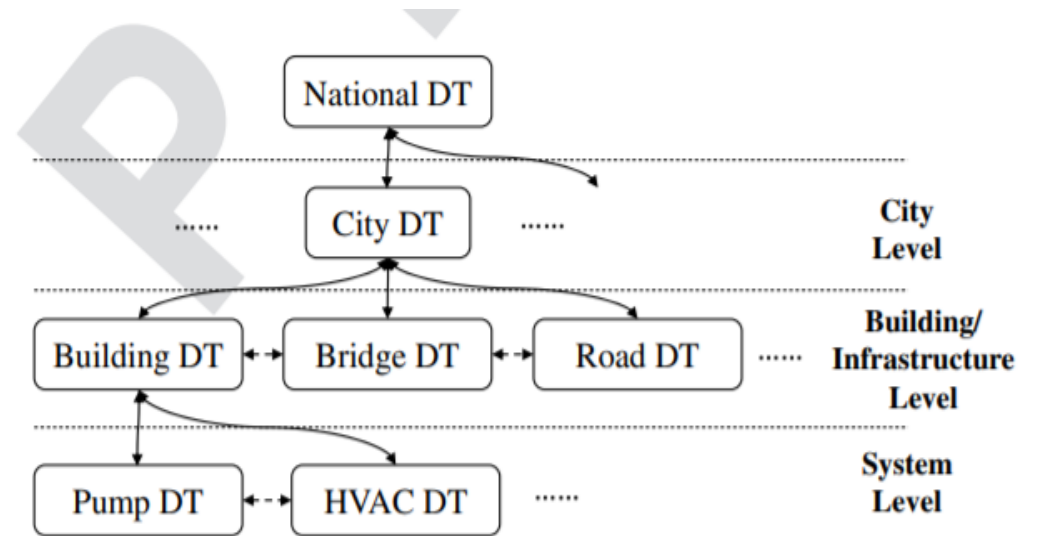 National DT
...... City DT ...... City
Level
Building DT Bridge DT Road DT ...... Building/
Infrastructure
Level
Pump DT HVAC DT ...... System
Level